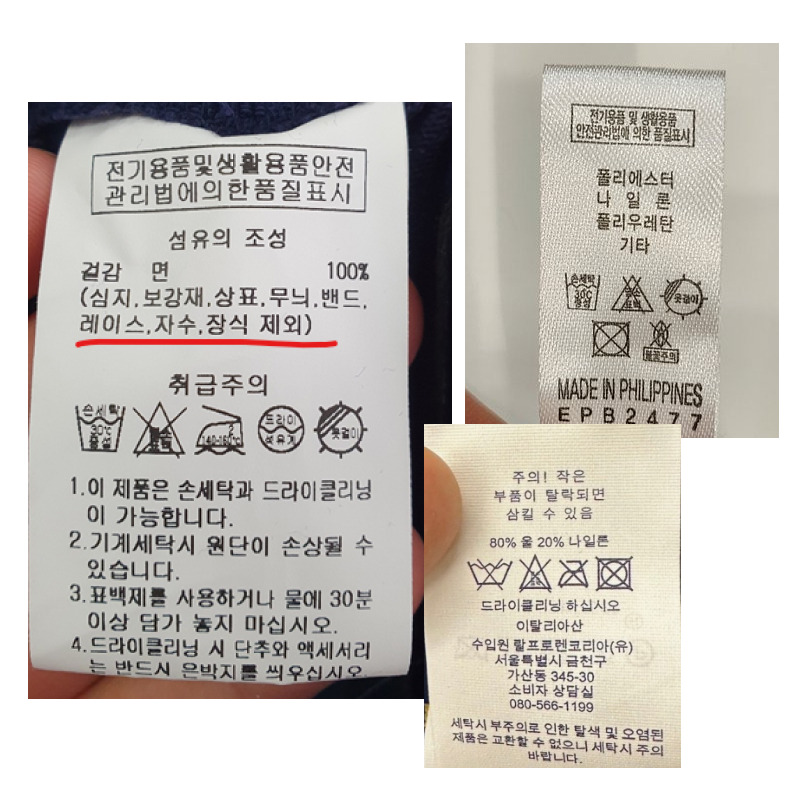 전기용품및생활용품안전
관리법에의한품질표시
섬유의 조성
겉감 면 100%
(심지,보강재,상표,무늬,밴드,
레이스,자수,장식 제외)
취급주의
손세탁
30℃
중성
140-160℃
드라이
석유계
옷걸이
1.이 제품은 손세탁과 드라이클리닝
이 가능합니다.
2.기계세탁시 원단이 손상될 수
있습니다.
3.표백제를 사용하거나 물에 30분
이상 담가 놓지 마십시오.
4.드라이클리닝 시 단추와 액세서리
는 반드시 은박지를 씌우십시오
전기용품 및 생활용품
안전관리법에 의한 품질표시
폴리에스터
나 일 론
폴리우레탄
기타
손세탁
30℃
중성
옷걸이
불꽃주의
MADE IN PHILIPPINES
EPB2477
주의! 작은
부품이 탈락되면
삼킬 수 있음
80% 울 20% 나일론
드라이클리닝 하십시오
이탈리아산
수입원 랄프로렌코리아(유)
서울특별시 금천구
가산동 345-30
소비자 상담실
080-566-1199
세탁시 부주의로 인한 탈색 및 오염된
제품은 교환할 수 없으니 세탁시 주의
바랍니다.